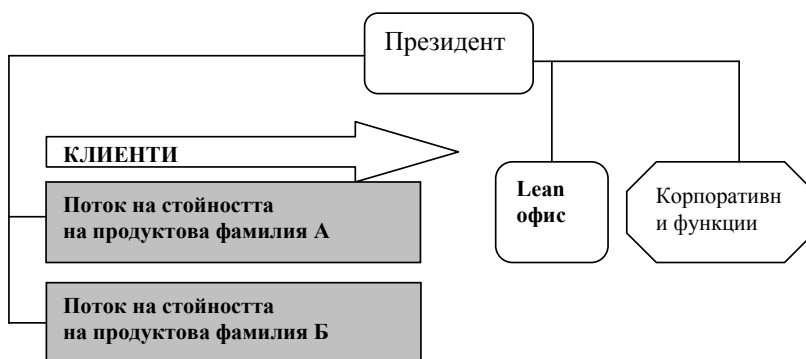 Президент
КЛИЕНТИ
Поток на стойността
на продуктова фамилия А
Lean
офис
Корпоративн
и функции
Поток на стойността
на продуктова фамилия Б